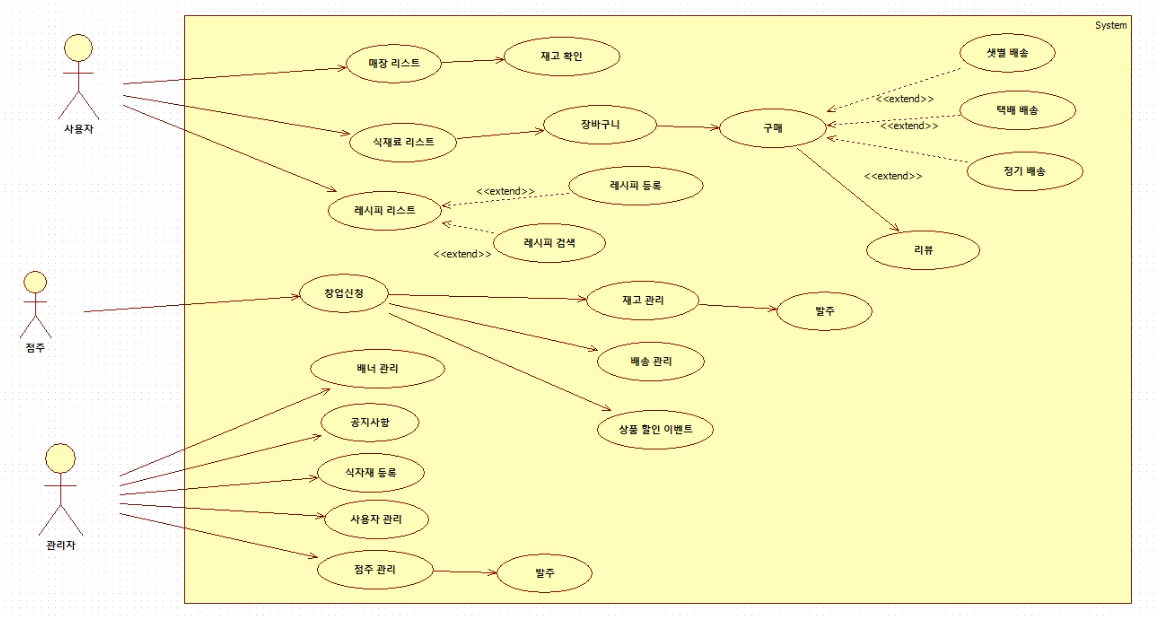 System
사용자
매장 리스트
재고 확인
샛별 배송
<<extend>>
택배 배송
<<extend>>
식재료 리스트
장바구니
구매
정기 배송
<<extend>>
레시피 리스트
<<extend>>
레시피 등록
레시피 검색
<<extend>>
리뷰
점주
창업신청
재고 관리
발주
배송 관리
상품 할인 이벤트
관리자
배너 관리
공지사항
식자재 등록
사용자 관리
점주 관리
발주